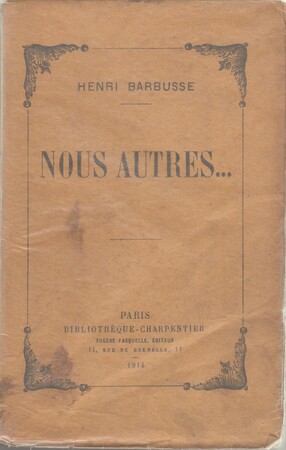 HENRI BARBUSSE
NOUS AUTRES...
PARIS
BIBLIOTHÈQUE-CHARPENTIER
EUGÈNE FASQUELLE, ÉDITEUR
11, RUE DE GRENELLE, 11
1914